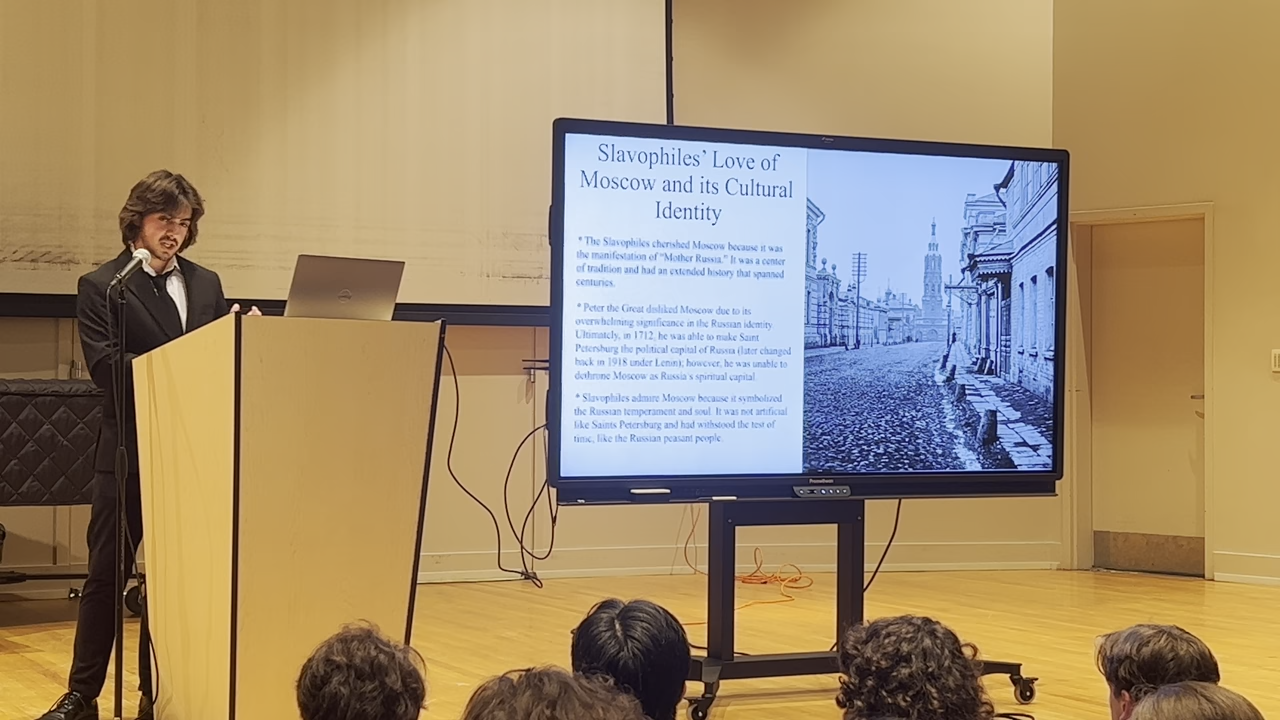 Slavophiles' Love of
Moscow and its Cultural
Identity
* The Slavophiles cherished Moscow because it was
the manifestation of "Mother Russia." It was a center
of tradition and had an extended history that spanned
centuries.
* Peter the Great disliked Moscow due to its
overwhelming significance in the Russian identity
Ultimately, in 1712, he was able to make Saint
Petersburg the political capital of Russia (later changed
back in 1918 under Lenin); however, he was unable to
dethrone Moscow as Russia's spiritual capital.
* Slavophiles admire Moscow because it symbolized
the Russian temperament and soul. It was not artificial
like Saints Petersburg and had withstood the test of
time, like the Russian peasant people.
Promethean
DELL